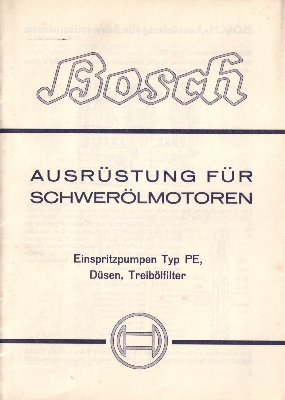 Bosch
AUSRÜSTUNG FÜR
SCHWERÖLMOTOREN
Einspritzpumpen Typ PE,
Düsen, Treibölfilter